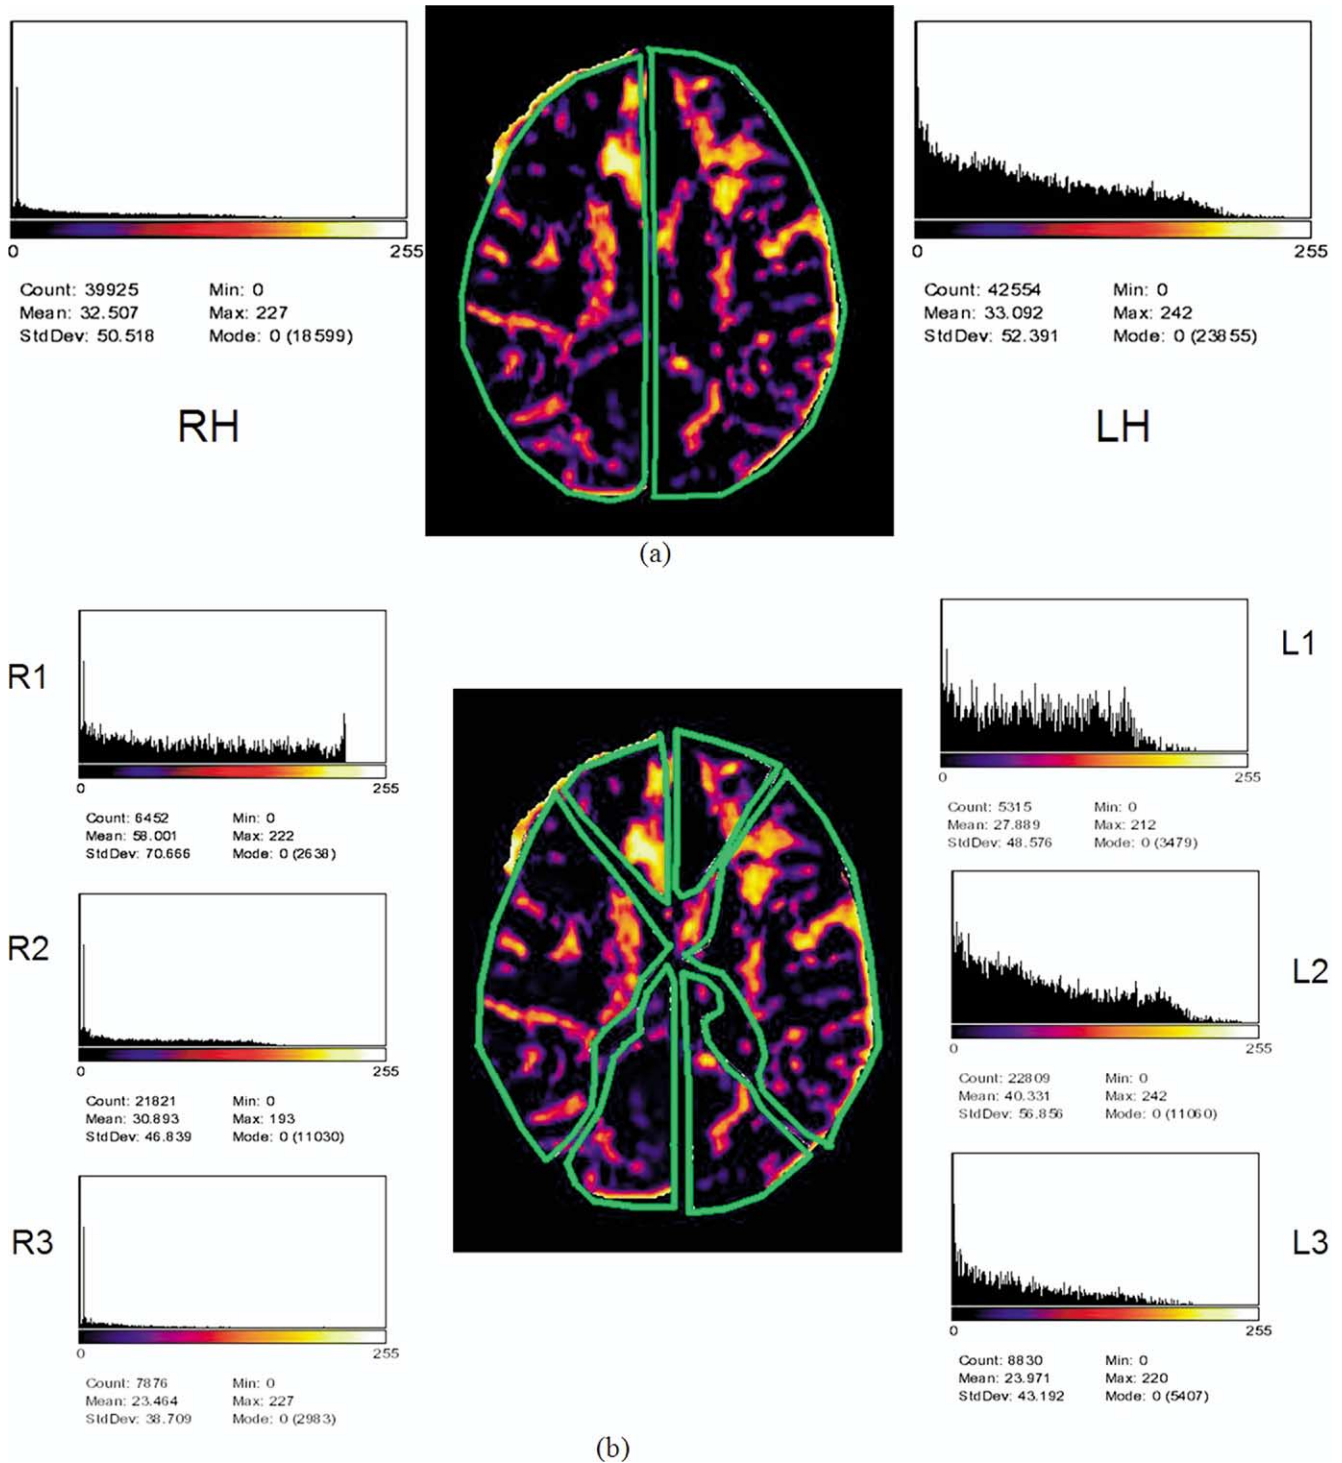 0 255
Count: 39925 Min: 0
Mean: 32.507 Max: 227
StdDev: 50.518 Mode: 0 (18599)
RH
0 255
Count: 42554 Min: 0
Mean: 33.092 Max: 242
StdDev: 52.391 Mode: 0 (23855)
LH
(a)
R1
0 255
Count: 6452 Min: 0
Mean: 58.001 Max: 222
StdDev: 70.666 Mode: 0 (2638)
L1
0 255
Count: 5315 Min: 0
Mean: 27.889 Max: 212
StdDev: 48.576 Mode: 0 (3479)
R2
0 255
Count: 21821 Min: 0
Mean: 30.893 Max: 193
StdDev: 46.839 Mode: 0 (11030)
L2
0 255
Count: 22809 Min: 0
Mean: 40.331 Max: 242
StdDev: 56.856 Mode: 0 (11060)
R3
0 255
Count: 7876 Min: 0
Mean: 23.464 Max: 227
StdDev: 38.709 Mode: 0 (2983)
L3
0 255
Count: 8830 Min: 0
Mean: 23.971 Max: 220
StdDev: 43.192 Mode: 0 (5407)
(b)